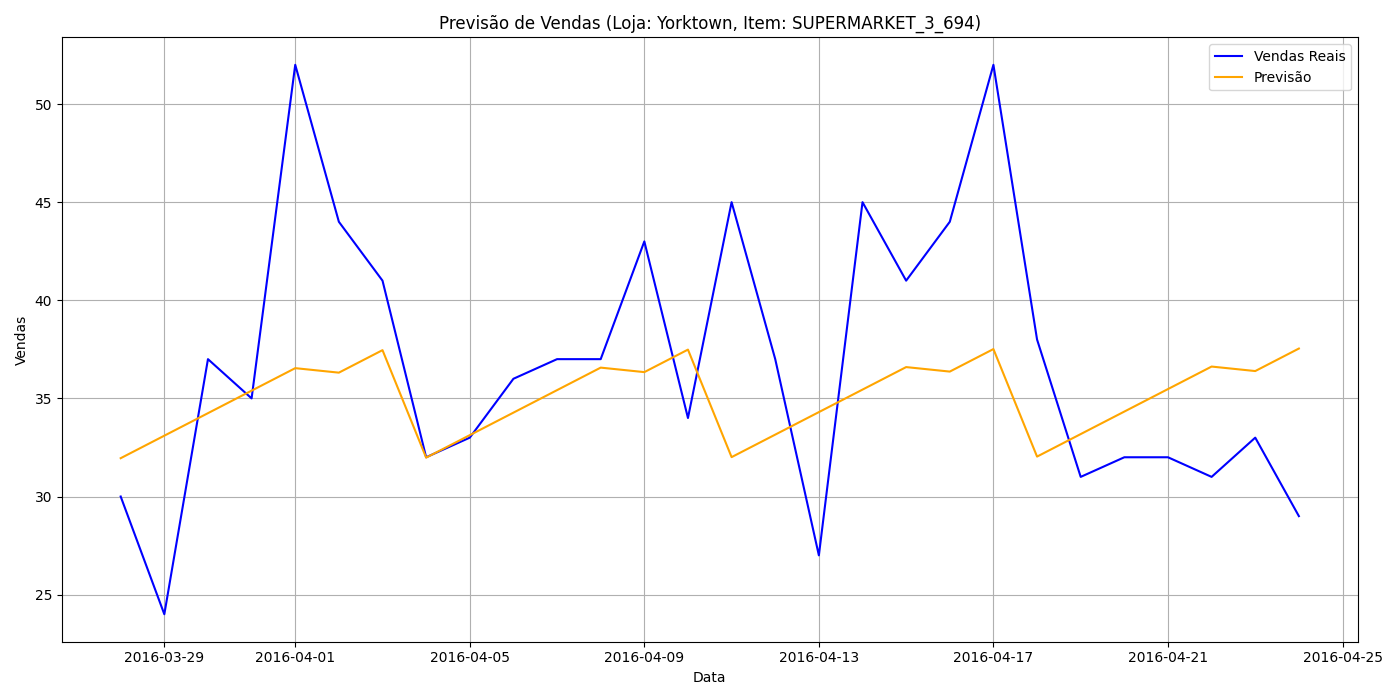 Previsão de Vendas (Loja: Yorktown, Item: SUPERMARKET_3_694)
Vendas Reais
Previsão
Vendas
50
45
40
35
30
25
2016-03-29 2016-04-01 2016-04-05 2016-04-09 2016-04-13 2016-04-17 2016-04-21 2016-04-25
Data